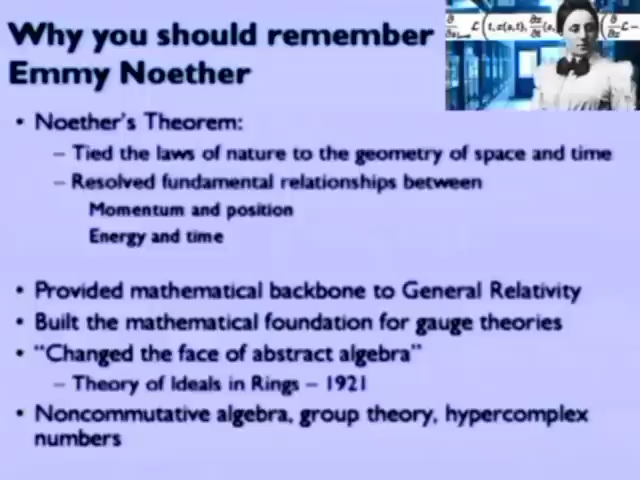 Why you should remember
Emmy Noether
• Noether's Theorem:
– Tied the laws of nature to the geometry of space and time
– Resolved fundamental relationships between
Momentum and position
Energy and time
• Provided mathematical backbone to General Relativity
• Built the mathematical foundation for gauge theories
• "Changed the face of abstract algebra"
– Theory of Ideals in Rings – 1921
• Noncommutative algebra, group theory, hypercomplex
numbers